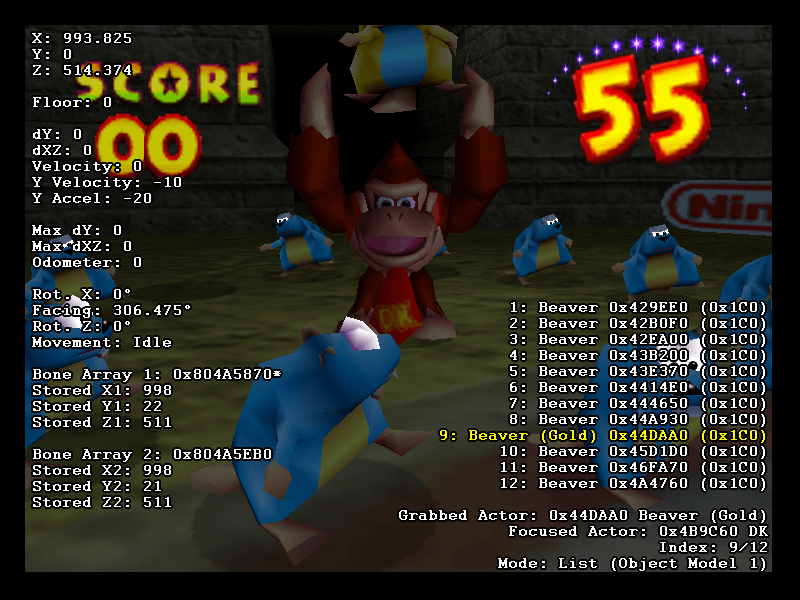 X: 993.825
Y: 0
Z: 514.374
SCORE
00
55
Floor: 0
dY: 0
dXZ: 0
Velocity: 0
Y Velocity: -10
Y Accel: -20
Max dY: 0
Max dXZ: 0
Odometer: 0
Rot. X: 0°
Facing: 306.475°
Rot. Z: 0°
Movement: Idle
Bone Array 1: 0x804A5870*
Stored X1: 998
Stored Y1: 22
Stored Z1: 511
Bone Array 2: 0x804A5EB0
Stored X2: 998
Stored Y2: 21
Stored Z2: 511
Nin
DK
1: Beaver 0x429EE0 (0x1C0)
2: Beaver 0x42B0F0 (0x1C0)
3: Beaver 0x42EA00 (0x1C0)
4: Beaver 0x43B200 (0x1C0)
5: Beaver 0x43E370 (0x1C0)
6: Beaver 0x4414E0 (0x1C0)
7: Beaver 0x444650 (0x1C0)
8: Beaver 0x44A930 (0x1C0)
9: Beaver (Gold) 0x44DAA0 (0x1C0)
10: Beaver 0x45D1D0 (0x1C0)
11: Beaver 0x46FA70 (0x1C0)
12: Beaver 0x4A4760 (0x1C0)
Grabbed Actor: 0x44DAA0 Beaver (Gold)
Focused Actor: 0x4B9C60 DK
Index: 9/12
Mode: List (Object Model 1)